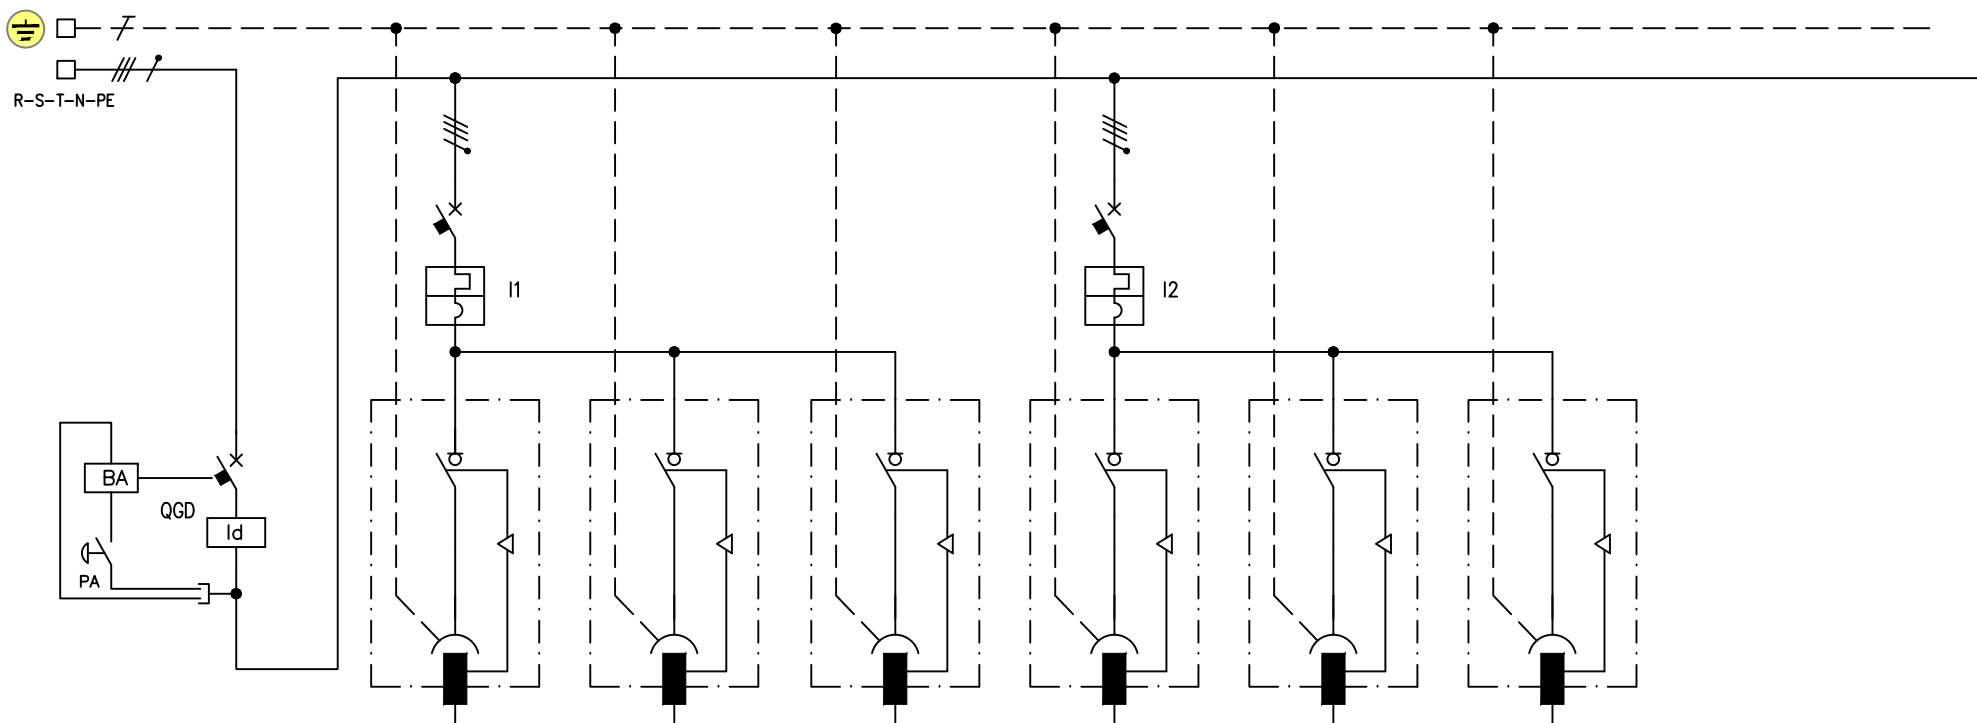 R-S-T-N-PE
I1
I2
BA
QGD
Id
PA